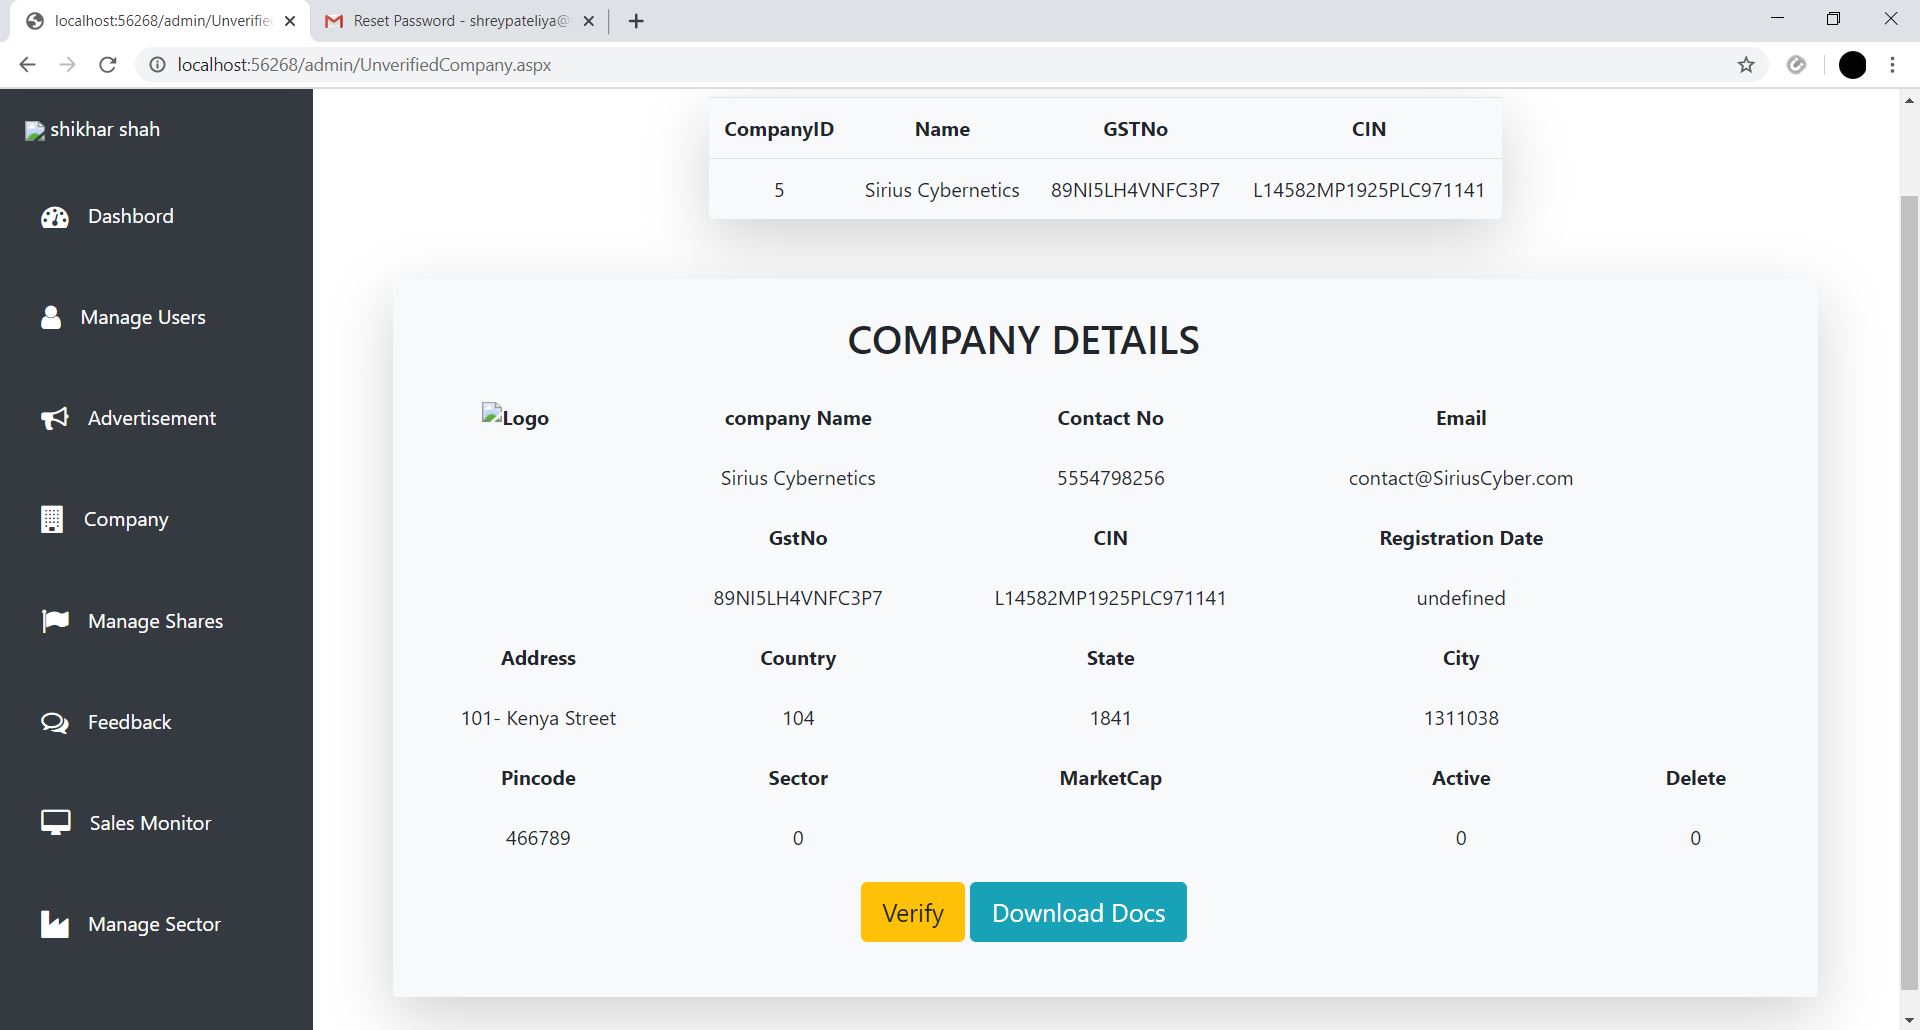 localhost:56268/admin/Unverifie
Reset Password - shreypateliya@
localhost:56268/admin/UnverifiedCompany.aspx
shikhar shah
Dashbord
Manage Users
Advertisement
Company
Manage Shares
Feedback
Sales Monitor
Manage Sector
CompanyID Name GSTNo CIN
5 Sirius Cybernetics 89NI5LH4VNFC3P7 L14582MP1925PLC971141
COMPANY DETAILS
Logo company Name Contact No Email
Sirius Cybernetics 5554798256 contact@SiriusCyber.com
GstNo CIN Registration Date
89NI5LH4VNFC3P7 L14582MP1925PLC971141 undefined
Address Country State City
101- Kenya Street 104 1841 1311038
Pincode Sector MarketCap Active Delete
466789 0 0 0
Verify Download Docs